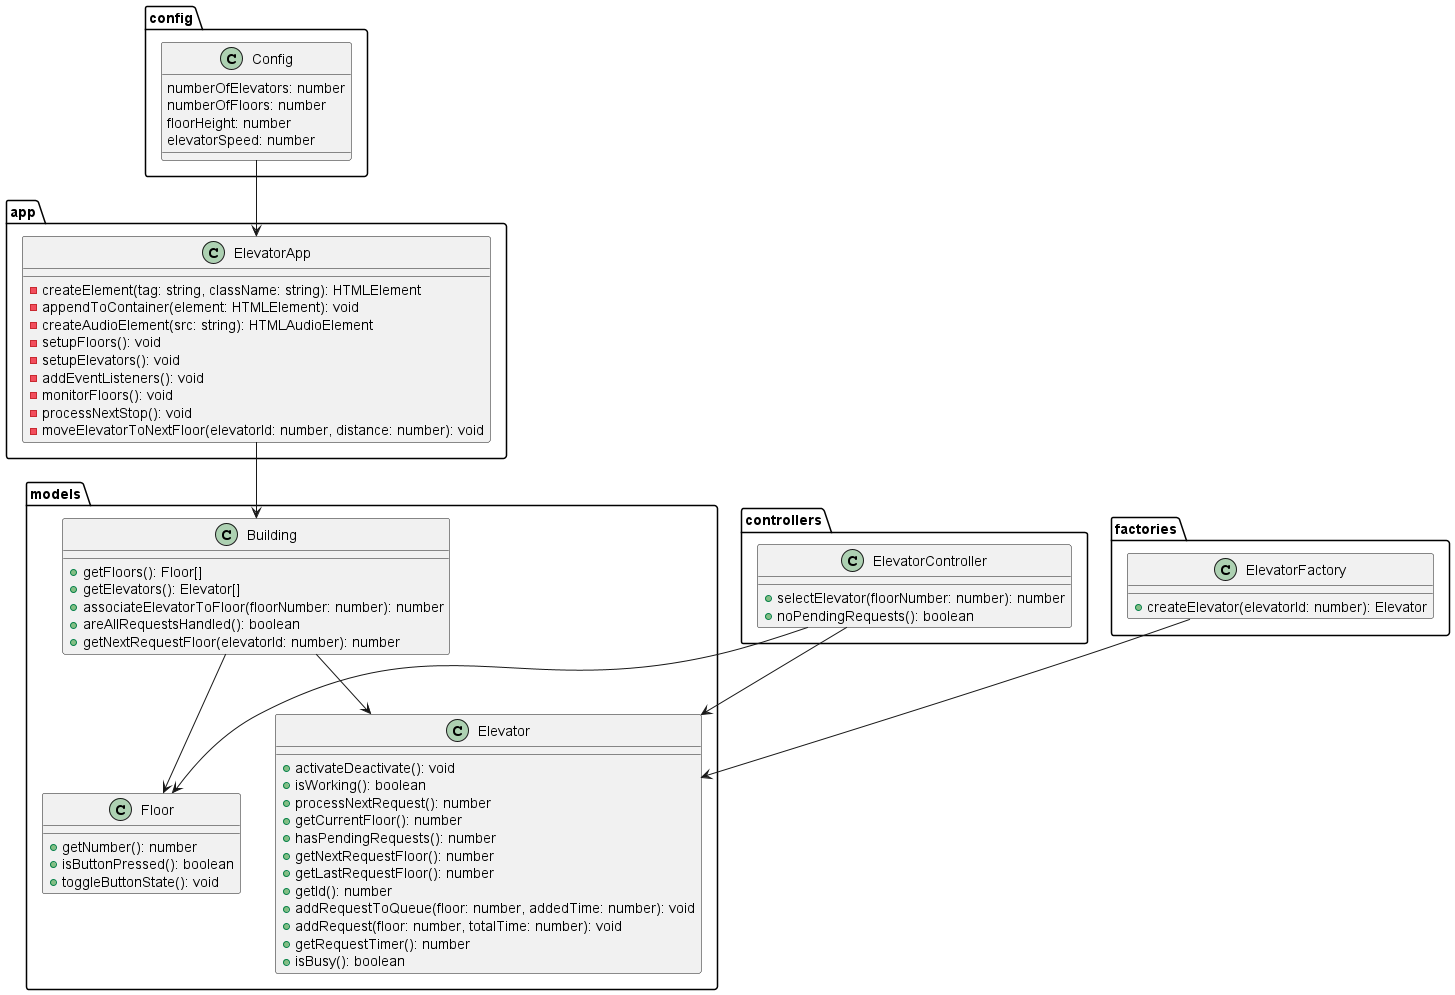 config
C Config
numberOfElevators: number
numberOfFloors: number
floorHeight: number
elevatorSpeed: number
app
C ElevatorApp
createElement(tag: string, className: string): HTMLElement
appendToContainer(element: HTMLElement): void
createAudioElement(src: string): HTMLAudioElement
setupFloors(): void
setupElevators(): void
addEventListeners(): void
monitorFloors(): void
processNextStop(): void
moveElevatorToNextFloor(elevatorId: number, distance: number): void
models
C Building
getFloors(): Floor[]
getElevators(): Elevator[]
associateElevatorToFloor(floorNumber: number): number
areAllRequestsHandled(): boolean
getNextRequestFloor(elevatorId: number): number
controllers
C ElevatorController
selectElevator(floorNumber: number): number
noPendingRequests(): boolean
factories
C ElevatorFactory
createElevator(elevatorId: number): Elevator
C Floor
getNumber(): number
isButtonPressed(): boolean
toggleButtonState(): void
C Elevator
activateDeactivate(): void
isWorking(): boolean
processNextRequest(): number
getCurrentFloor(): number
hasPendingRequests(): number
getNextRequestFloor(): number
getLastRequestFloor(): number
getId(): number
addRequestToQueue(floor: number, addedTime: number): void
addRequest(floor: number, totalTime: number): void
getRequestTimer(): number
isBusy(): boolean